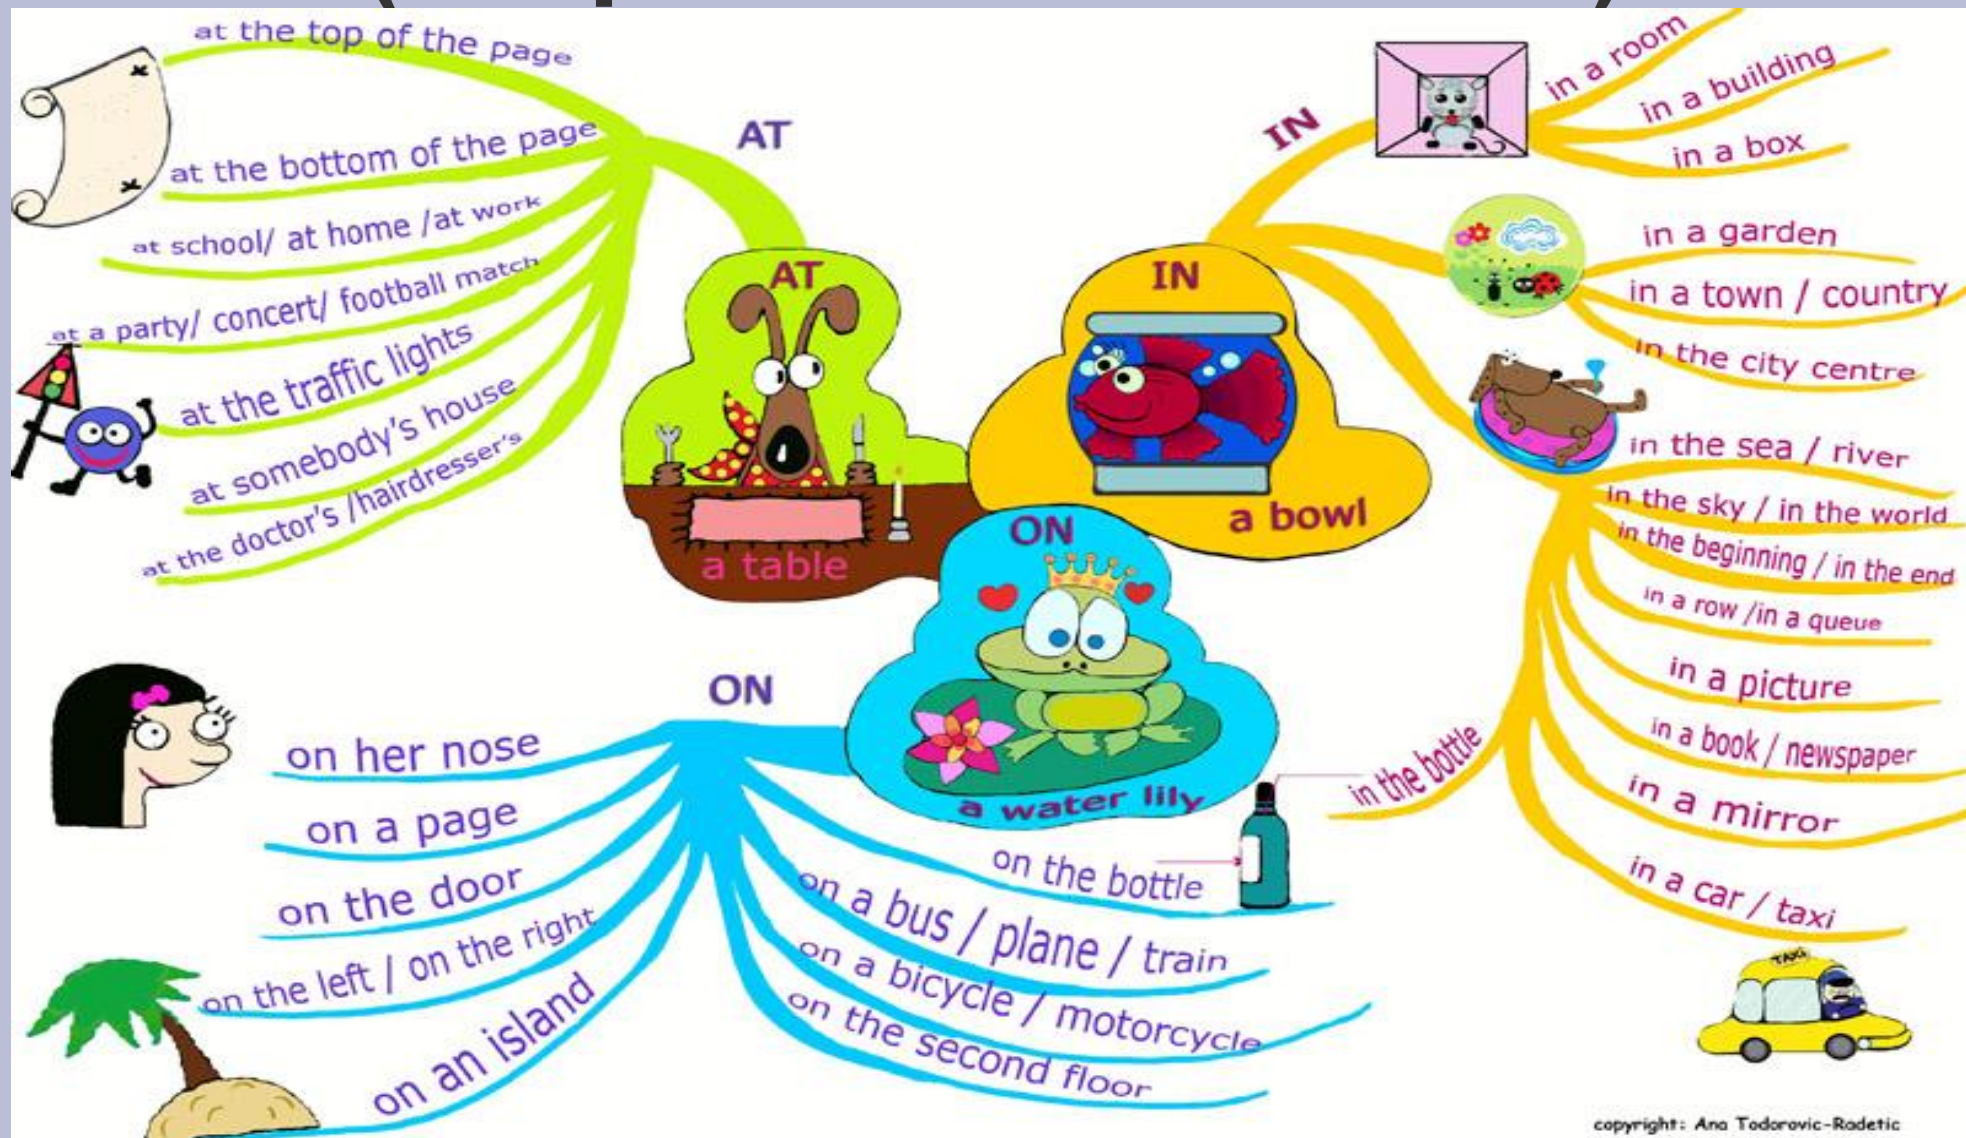 at the top of the page
at the bottom of the page
at school/ at home /at work
at a party/ concert/ football match
at the traffic lights
at somebody's house
at the doctor's /hairdresser's
AT
AT
a table
IN
in a room
in a building
in a box
in a garden
in a town / country
in the city centre
in the sea / river
in the sky / in the world
in the beginning / in the end
in a row /in a queue
in a picture
in a book / newspaper
in a mirror
in a car / taxi
in the bottle
IN
a bowl
ON
a water lily
ON
on her nose
on a page
on the door
on the left / on the right
on an island
on the bottle
on a bus / plane / train
on a bicycle / motorcycle
on the second floor
TAXI
copyright: Ana Todorovic-Radetic